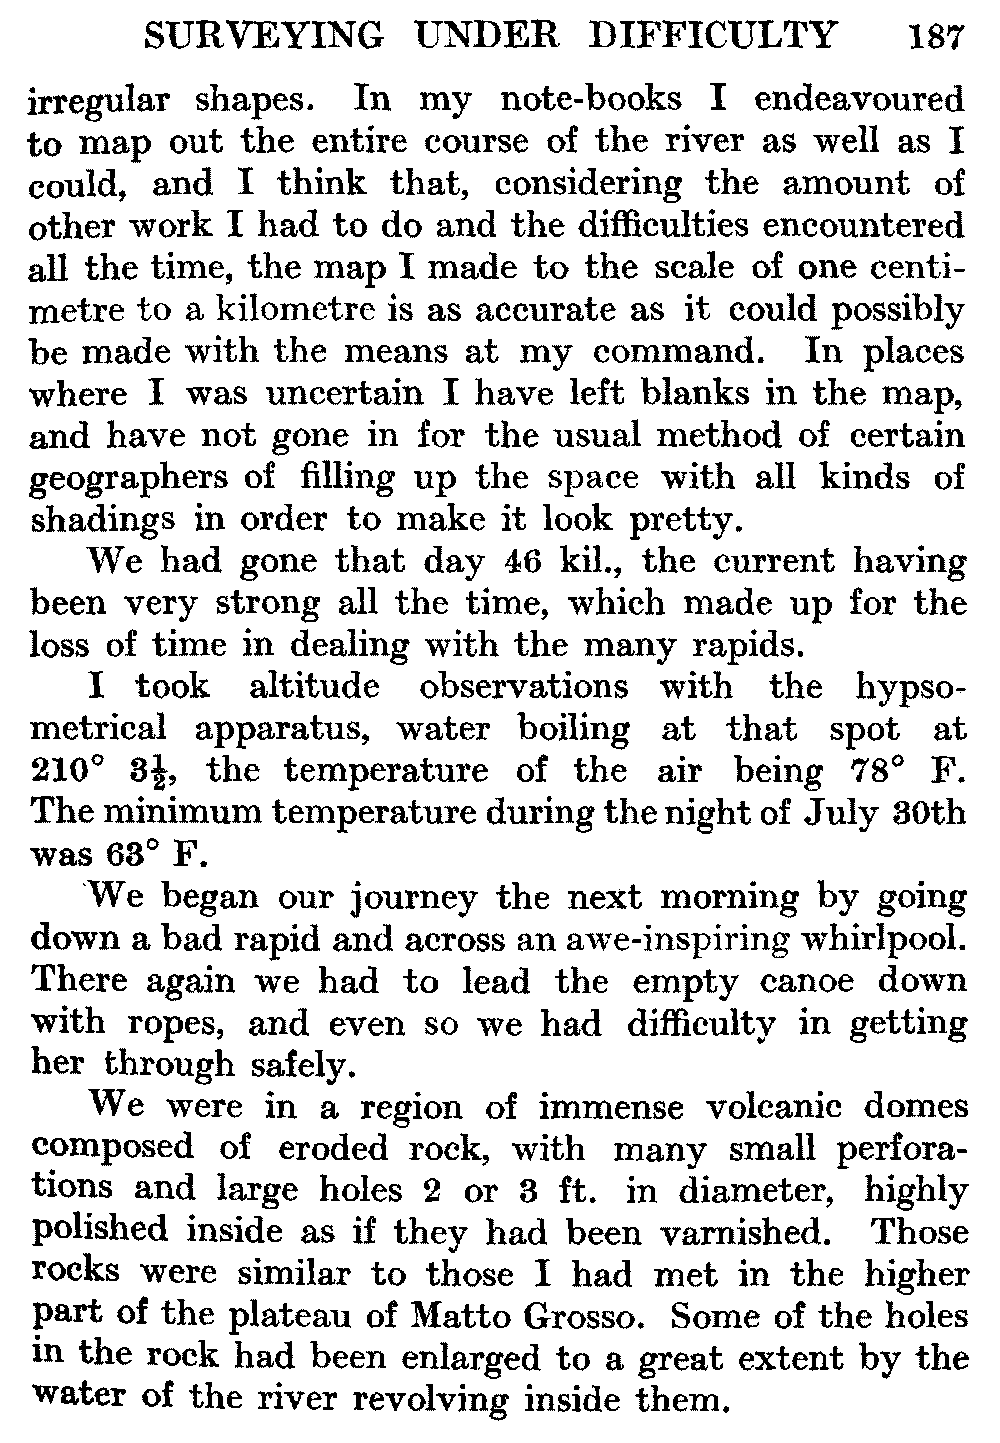 SURVEYING UNDER DIFFICULTY 187
irregular shapes. In my note-books I endeavoured
to map out the entire course of the river as well as I
could, and I think that, considering the amount of
other work I had to do and the difficulties encountered
all the time, the map I made to the scale of one centi-
metre to a kilometre is as accurate as it could possibly
be made with the means at my command. In places
where I was uncertain I have left blanks in the map,
and have not gone in for the usual method of certain
geographers of filling up the space with all kinds of
shadings in order to make it look pretty.
We had gone that day 46 kil., the current having
been very strong all the time, which made up for the
loss of time in dealing with the many rapids.
I took altitude observations with the hypso-
metrical apparatus, water boiling at that spot at
210° 3½, the temperature of the air being 78° F.
The minimum temperature during the night of July 30th
was 63° F.
We began our journey the next morning by going
down a bad rapid and across an awe-inspiring whirlpool.
There again we had to lead the empty canoe down
with ropes, and even so we had difficulty in getting
her through safely.
We were in a region of immense volcanic domes
composed of eroded rock, with many small perfora-
tions and large holes 2 or 3 ft. in diameter, highly
polished inside as if they had been varnished. Those
rocks were similar to those I had met in the higher
part of the plateau of Matto Grosso. Some of the holes
in the rock had been enlarged to a great extent by the
water of the river revolving inside them.